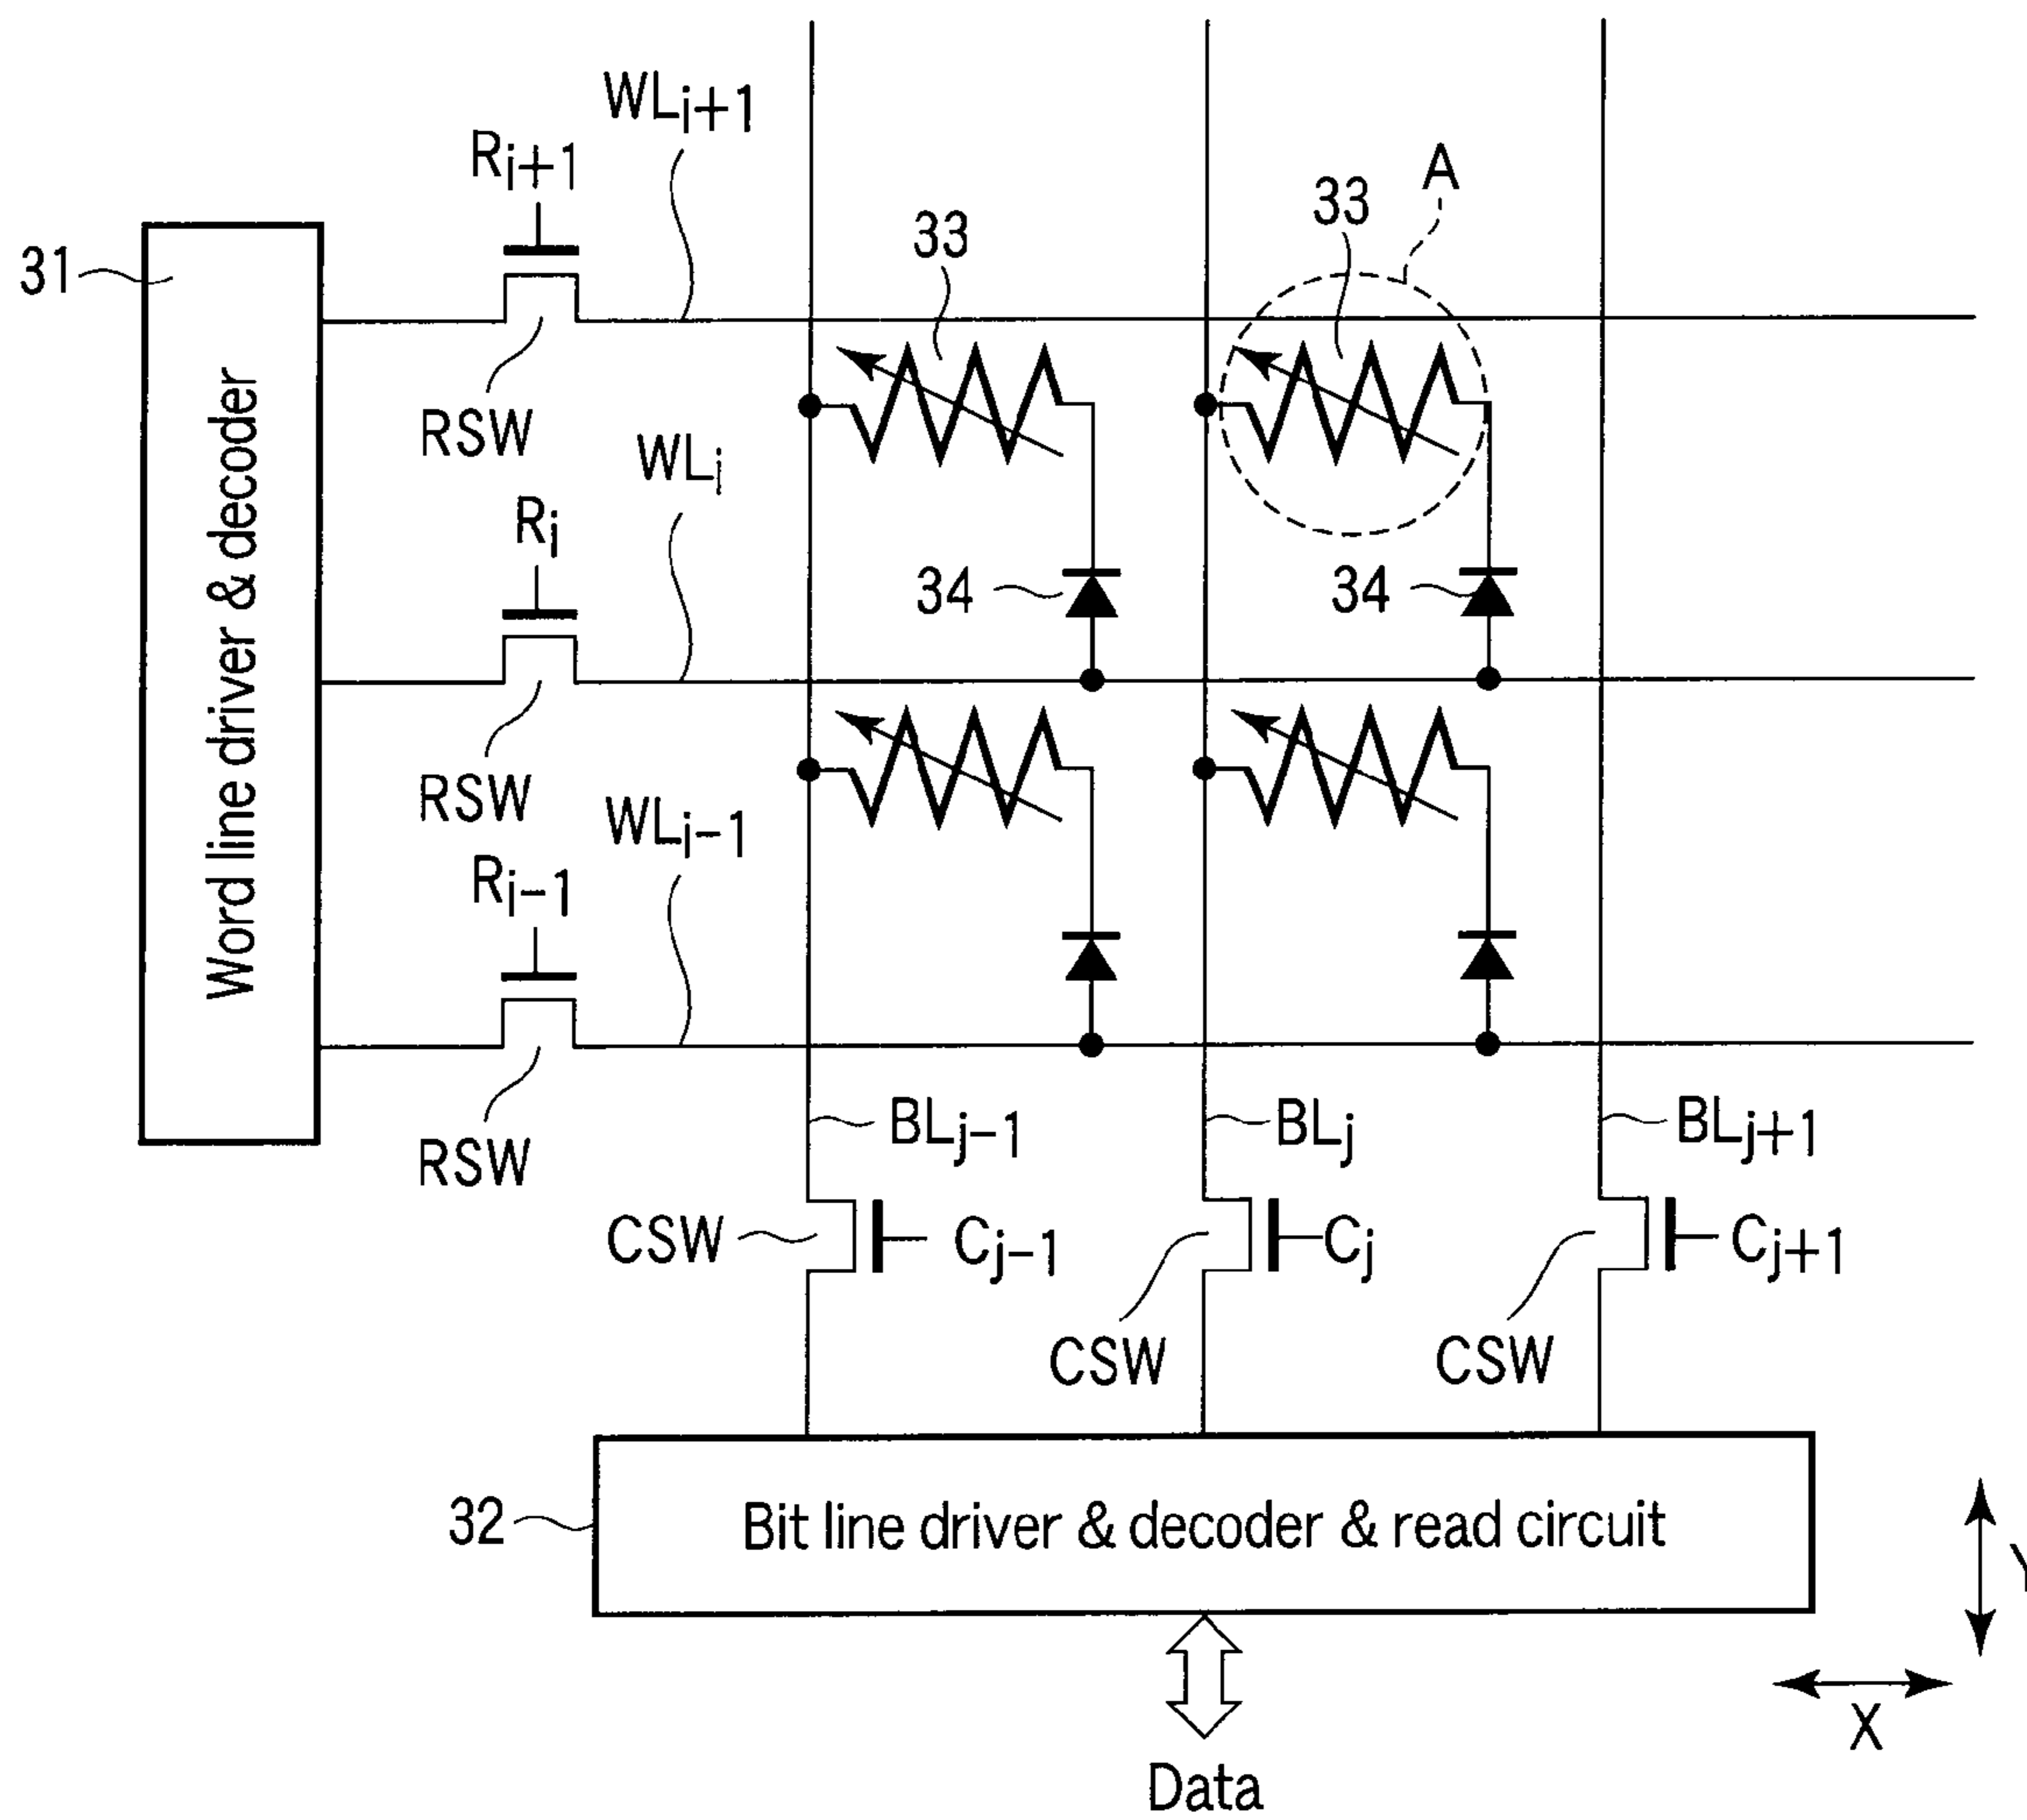 WLi+1
Ri+1
A
33
33
31
RSW
WLi
Ri
34
34
Word line driver & decoder
RSW
WLi-1
Ri-1
RSW
BLj-1
BLj
BLj+1
CSW
Cj-1
Cj
Cj+1
CSW
CSW
32
Bit line driver & decoder & read circuit
Y
X
Data